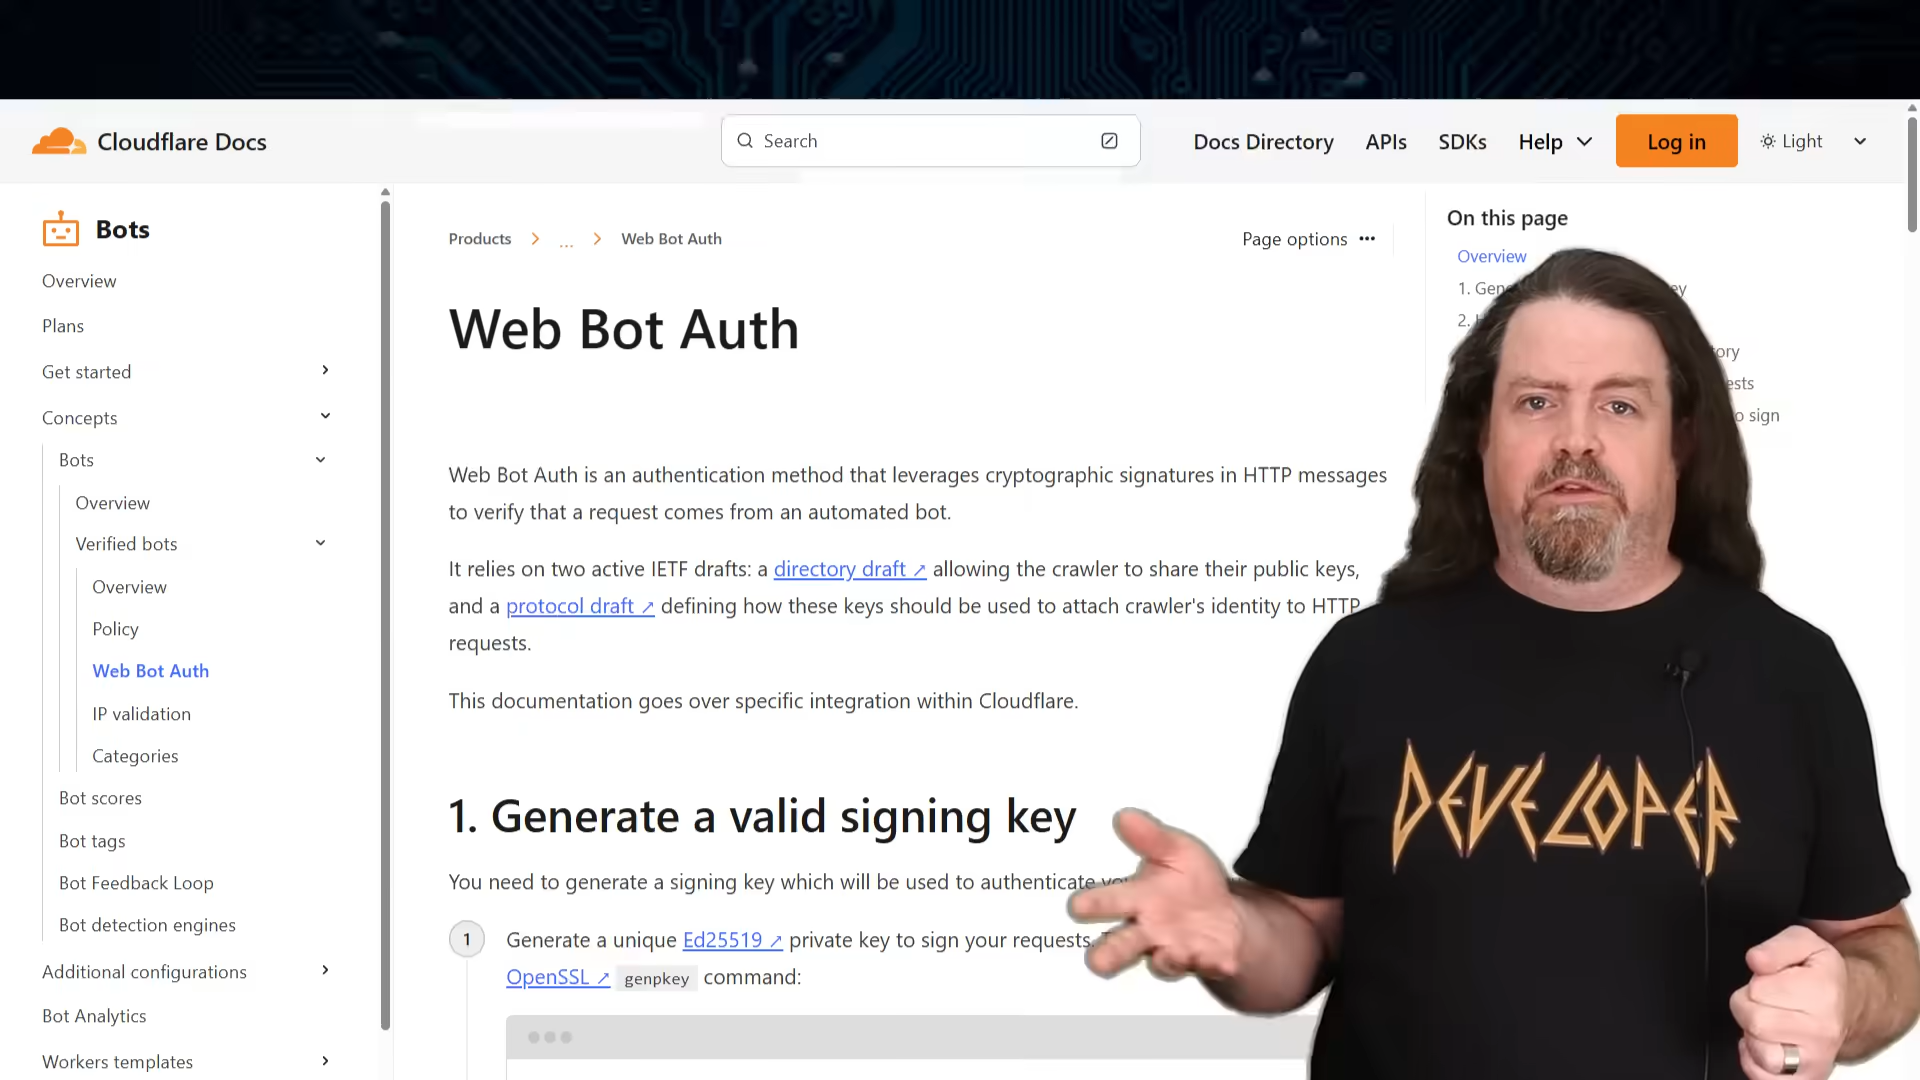 Cloudflare Docs
Search
Docs Directory
APIs
SDKs
Help
Log in
Light
Bots
Overview
Plans
Get started
Concepts
Bots
Overview
Verified bots
Overview
Policy
Web Bot Auth
IP validation
Categories
Bot scores
Bot tags
Bot Feedback Loop
Bot detection engines
Additional configurations
Bot Analytics
Workers templates
Products > ... > Web Bot Auth
Page options
Web Bot Auth
Web Bot Auth is an authentication method that leverages cryptographic signatures in HTTP messages
to verify that a request comes from an automated bot.
It relies on two active IETF drafts: a directory draft ↗ allowing the crawler to share their public keys,
and a protocol draft ↗ defining how these keys should be used to attach crawler's identity to HTTP
requests.
This documentation goes over specific integration within Cloudflare.
1. Generate a valid signing key
You need to generate a signing key which will be used to authenticate
1
Generate a unique Ed25519 ↗ private key to sign your requests.
OpenSSL ↗ genpkey command:
On this page
Overview
1.
2.
sign
DEVELOPER